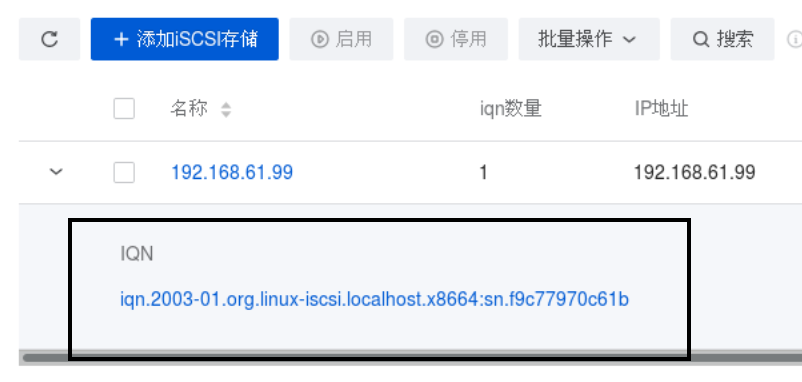 添加iSCSI存储 启用 停用 批量操作 搜索
名称 iqn数量 IP地址
192.168.61.99 1 192.168.61.99
IQN
iqn.2003-01.org.linux-iscsi.localhost.x8664:sn.f9c77970c61b